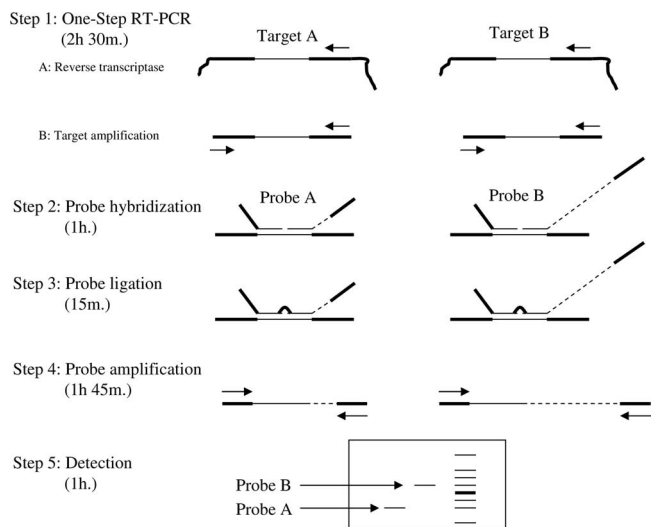 Step 1: One-Step RT-PCR
(2h 30m.)
Target A
Target B
A: Reverse transcriptase
B: Target amplification
Probe A
Probe B
Step 2: Probe hybridization
(1h.)
Step 3: Probe ligation
(15m.)
Step 4: Probe amplification
(1h 45m.)
Step 5: Detection
(1h.)
Probe B
Probe A